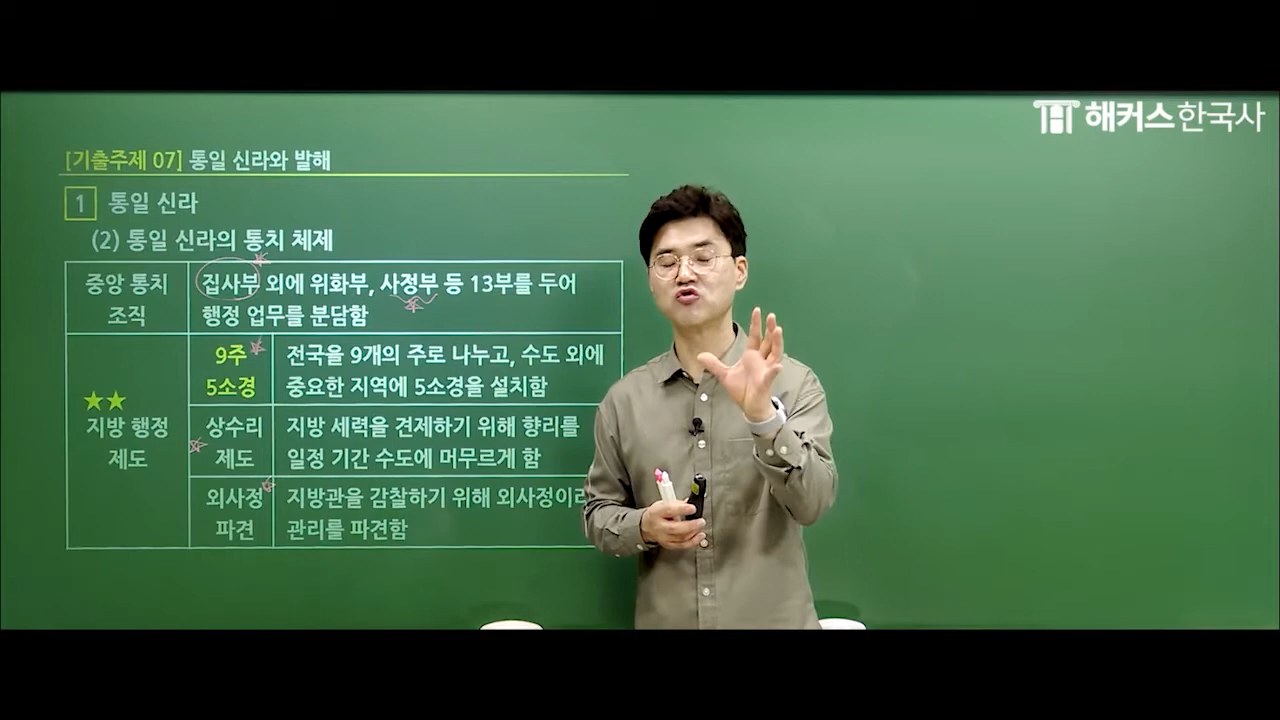 해커스한국사
[기출주제 07] 통일 신라와 발해
1 통일 신라
(2) 통일 신라의 통치 체제
중앙 통치
조직
집사부 외에 위화부, 사정부 등 13부를 두어
행정 업무를 분담함
★★
지방 행정
제도
9주
5소경
전국을 9개의 주로 나누고, 수도 외에
중요한 지역에 5소경을 설치함
상수리
제도
지방 세력을 견제하기 위해 향리를
일정 기간 수도에 머무르게 함
외사정
파견
지방관을 감찰하기 위해 외사정이라
관리를 파견함